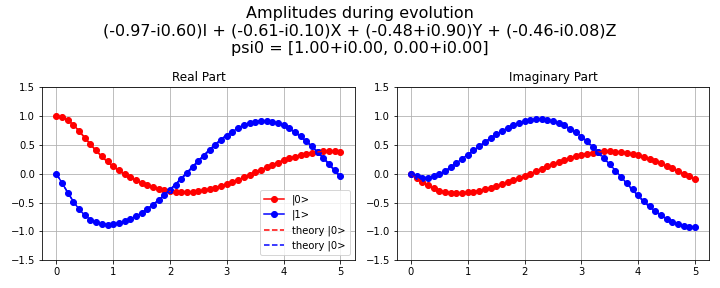 Amplitudes during evolution
(-0.97-i0.60)I + (-0.61-i0.10)X + (-0.48+i0.90)Y + (-0.46-i0.08)Z
psi0 = [1.00+i0.00, 0.00+i0.00]
Real Part
1.5
1.0
0.5
0.0
−0.5
−1.0
−1.5
0 1 2 3 4 5
|0>
|1>
theory |0>
theory |0>
Imaginary Part
1.5
1.0
0.5
0.0
−0.5
−1.0
−1.5
0 1 2 3 4 5